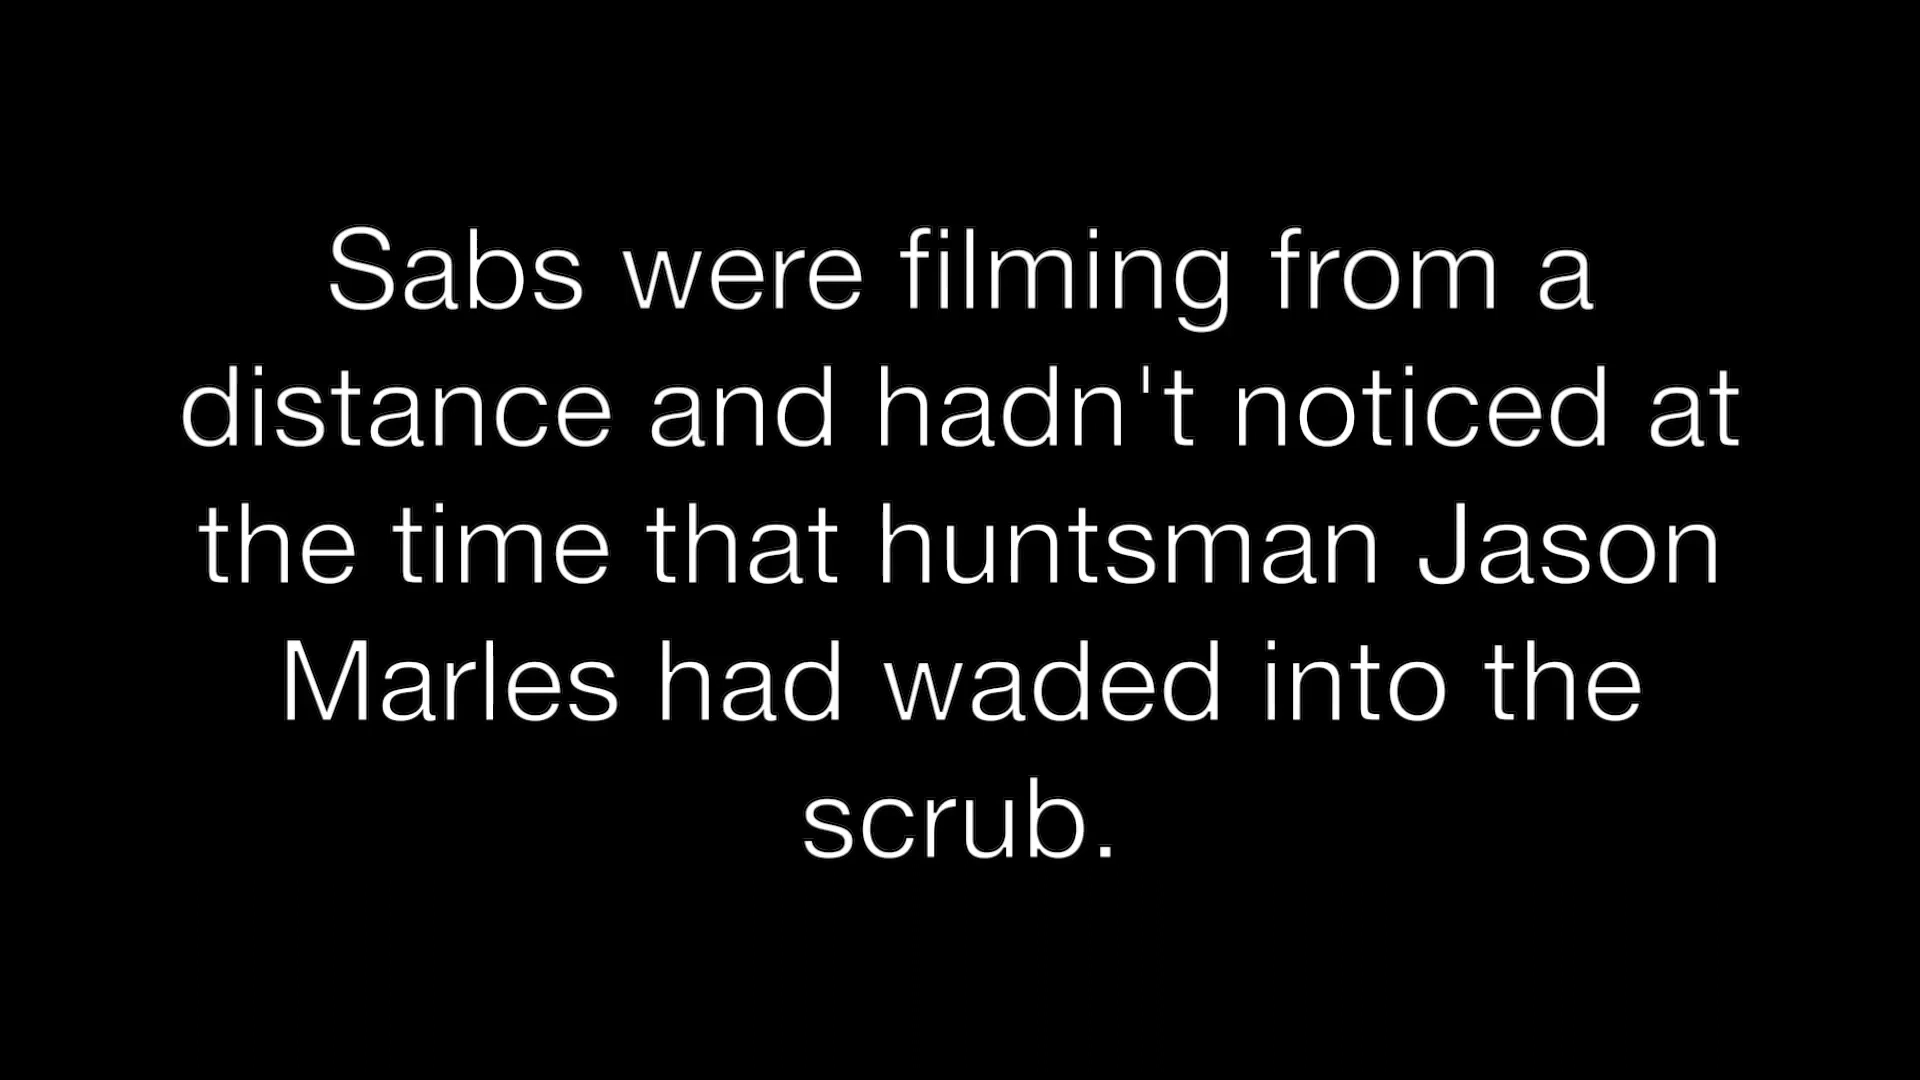 Sabs were filming from a
distance and hadn't noticed at
the time that huntsman Jason
Marles had waded into the
scrub.